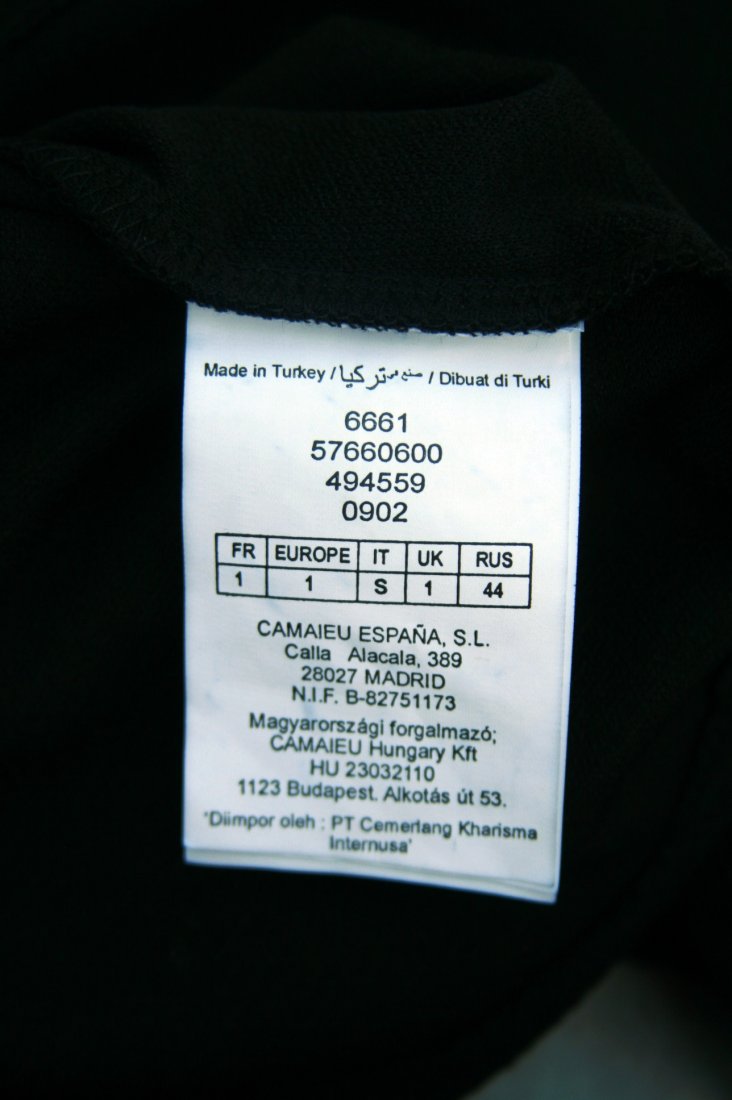 Made in Turkey / صنع في تركيا / Dibuat di Turki
6661
57660600
494559
0902
FR EUROPE IT UK RUS
1 1 S 1 44
CAMAIEU ESPAÑA, S.L.
Calla Alacala, 389
28027 MADRID
N.I.F. B-82751173
Magyarországi forgalmazó;
CAMAIEU Hungary Kft
HU 23032110
1123 Budapest. Alkotás út 53.
'Diimpor oleh : PT Cemerlang Kharisma
Internusa'